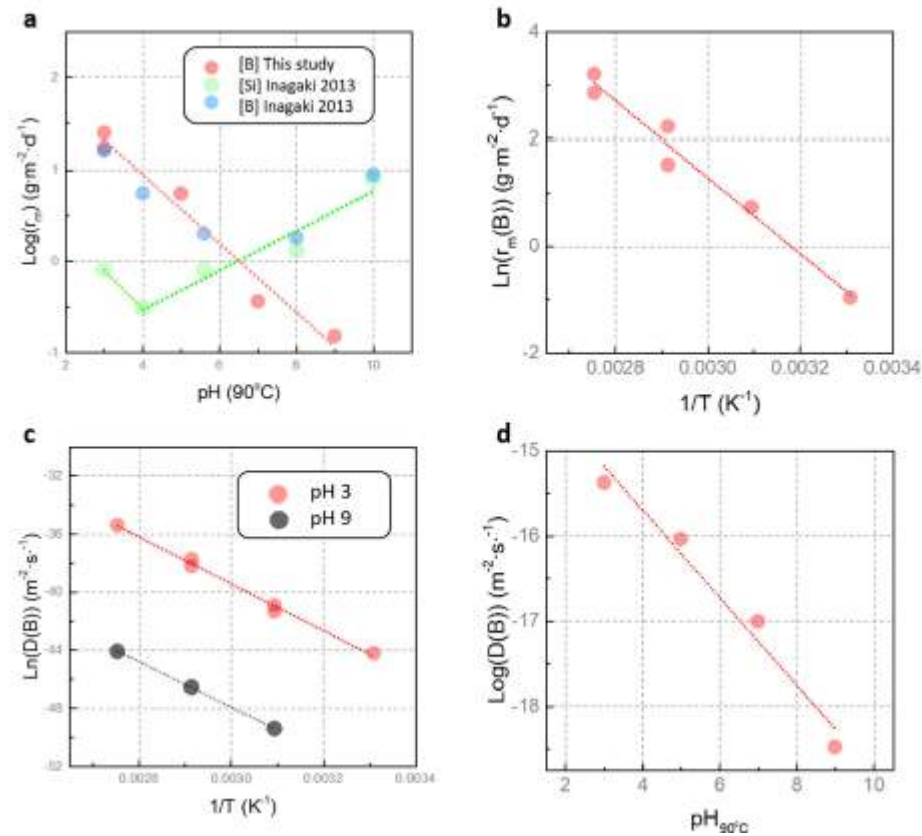 a
[B] This study
[Si] Inagaki 2013
[B] Inagaki 2013
Log(rₘ) (g·m⁻²·d⁻¹)
2
1
0
-1
2 4 6 8 10
pH (90°C)
b
Ln(rₘ(B)) (g·m⁻²·d⁻¹)
4
2
0
-2
0.0028 0.0030 0.0032 0.0034
1/T (K⁻¹)
c
pH 3
pH 9
Ln(D(B)) (m⁻²·s⁻¹)
-32
-36
-40
-44
-48
-52
0.0028 0.0030 0.0032 0.0034
1/T (K⁻¹)
d
Log(D(B)) (m⁻²·s⁻¹)
-15
-16
-17
-18
2 4 6 8 10
pH₉₀°C